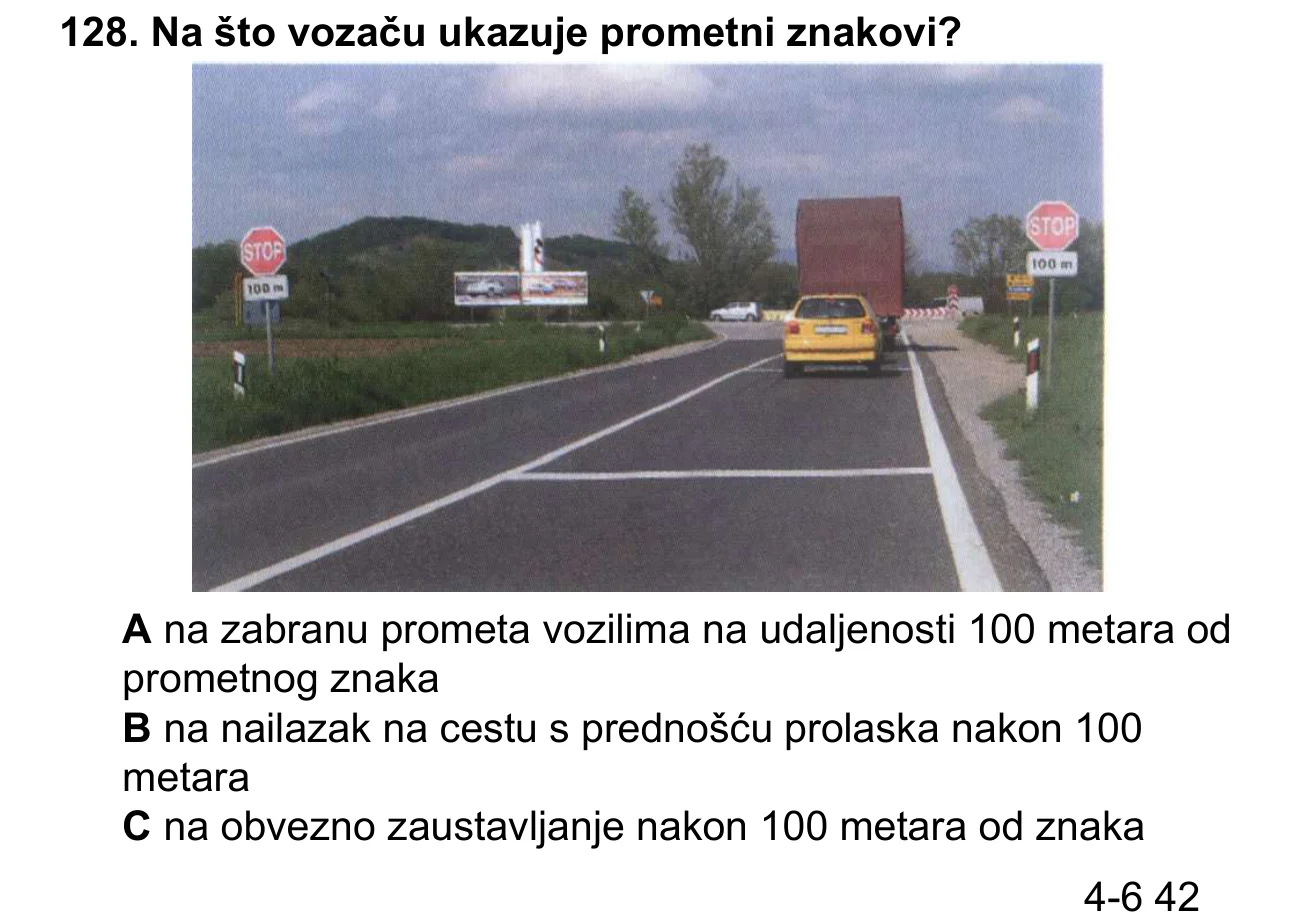 128. Na što vozaču ukazuje prometni znakovi?
STOP
100 m
STOP
100 m
A na zabranu prometa vozilima na udaljenosti 100 metara od
prometnog znaka
B na nailazak na cestu s prednošću prolaska nakon 100
metara
C na obvezno zaustavljanje nakon 100 metara od znaka
4-6 42